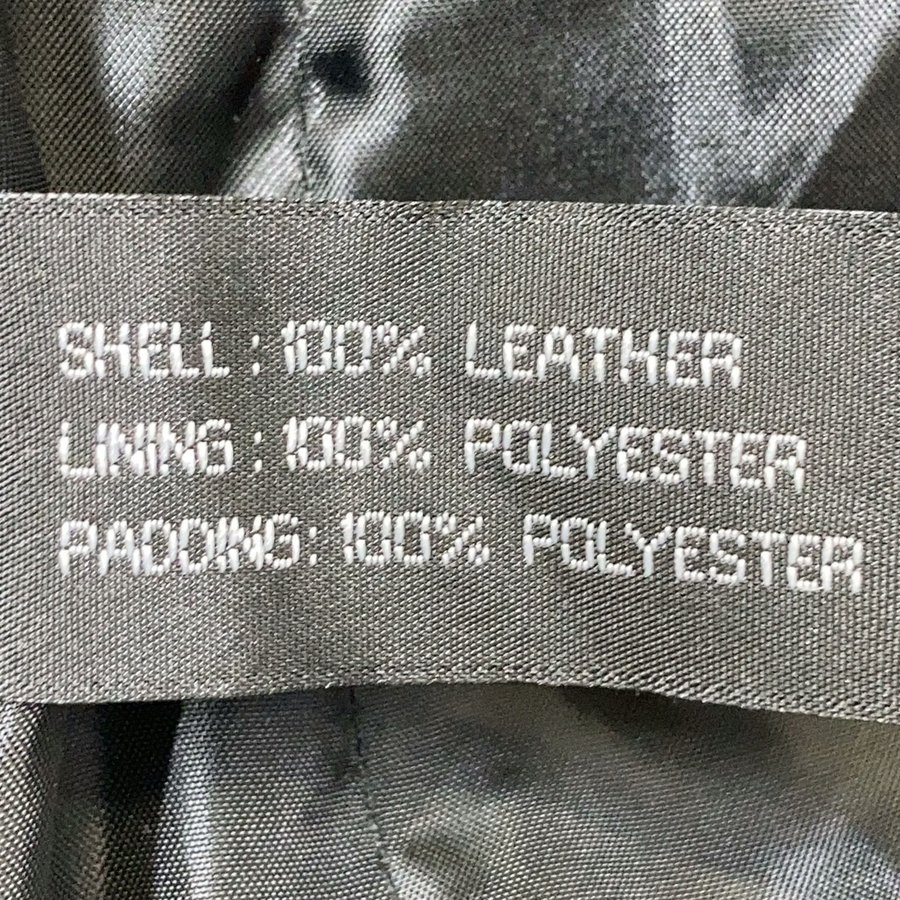 SHELL : 100% LEATHER
LINING : 100% POLYESTER
PADDING: 100% POLYESTER